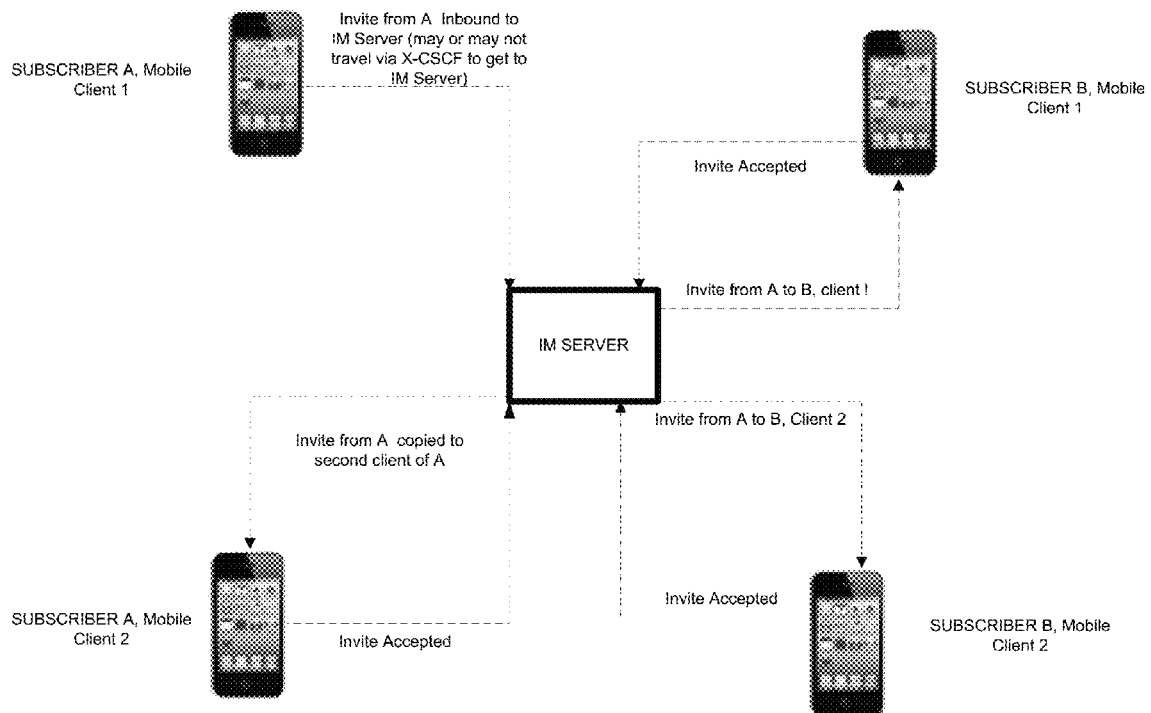 SUBSCRIBER A, Mobile
Client 1
Invite from A Inbound to
IM Server (may or may not
travel via X-CSCF to get to
IM Server)
SUBSCRIBER B, Mobile
Client 1
Invite Accepted
Invite from A to B, client !
IM SERVER
Invite from A to B, Client 2
Invite from A copied to
second client of A
SUBSCRIBER A, Mobile
Client 2
Invite Accepted
Invite Accepted
SUBSCRIBER B, Mobile
Client 2